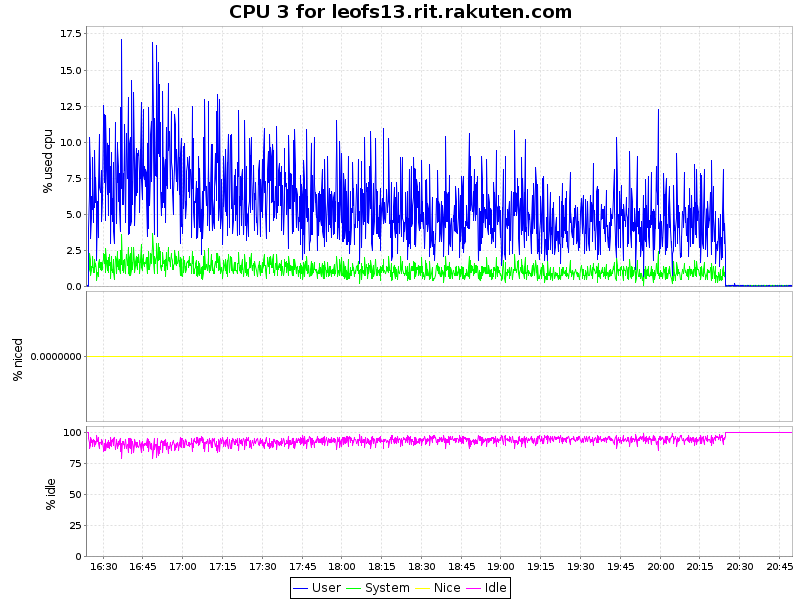 CPU 3 for leofs13.rit.rakuten.com
% used cpu
17.5
15.0
12.5
10.0
7.5
5.0
2.5
0.0
% niced
0.0000000
% idle
100
75
50
25
0
16:30 16:45 17:00 17:15 17:30 17:45 18:00 18:15 18:30 18:45 19:00 19:15 19:30 19:45 20:00 20:15 20:30 20:45
User System Nice Idle